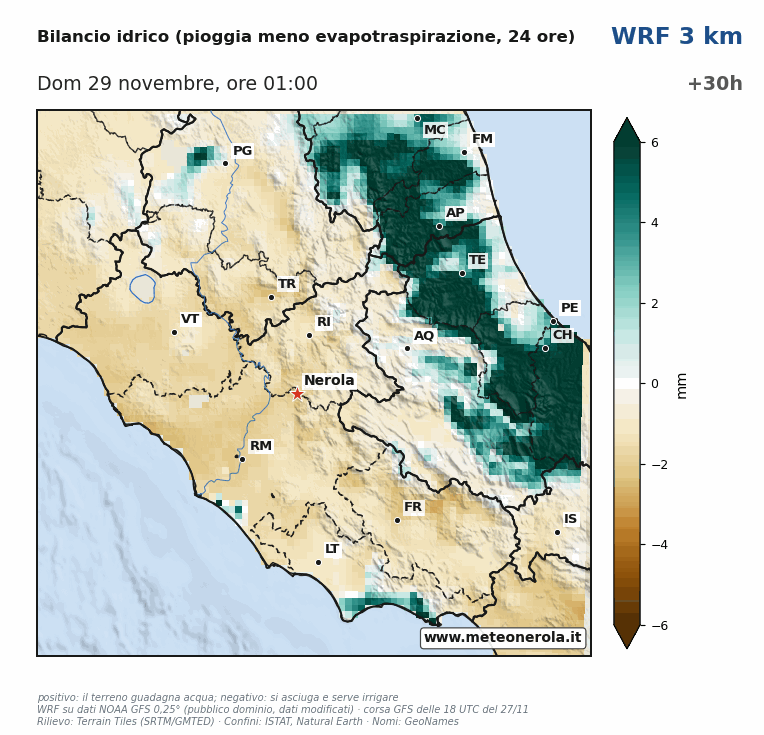 Bilancio idrico (pioggia meno evapotraspirazione, 24 ore)
WRF 3 km
Dom 29 novembre, ore 01:00
+30h
MC
FM
PG
AP
TE
TR
PE
VT
RI
AQ
CH
Nerola
RM
FR
IS
LT
www.meteonerola.it
6
4
2
0
−2
−4
−6
mm
positivo: il terreno guadagna acqua; negativo: si asciuga e serve irrigare
WRF su dati NOAA GFS 0,25° (pubblico dominio, dati modificati) · corsa GFS delle 18 UTC del 27/11
Rilievo: Terrain Tiles (SRTM/GMTED) · Confini: ISTAT, Natural Earth · Nomi: GeoNames